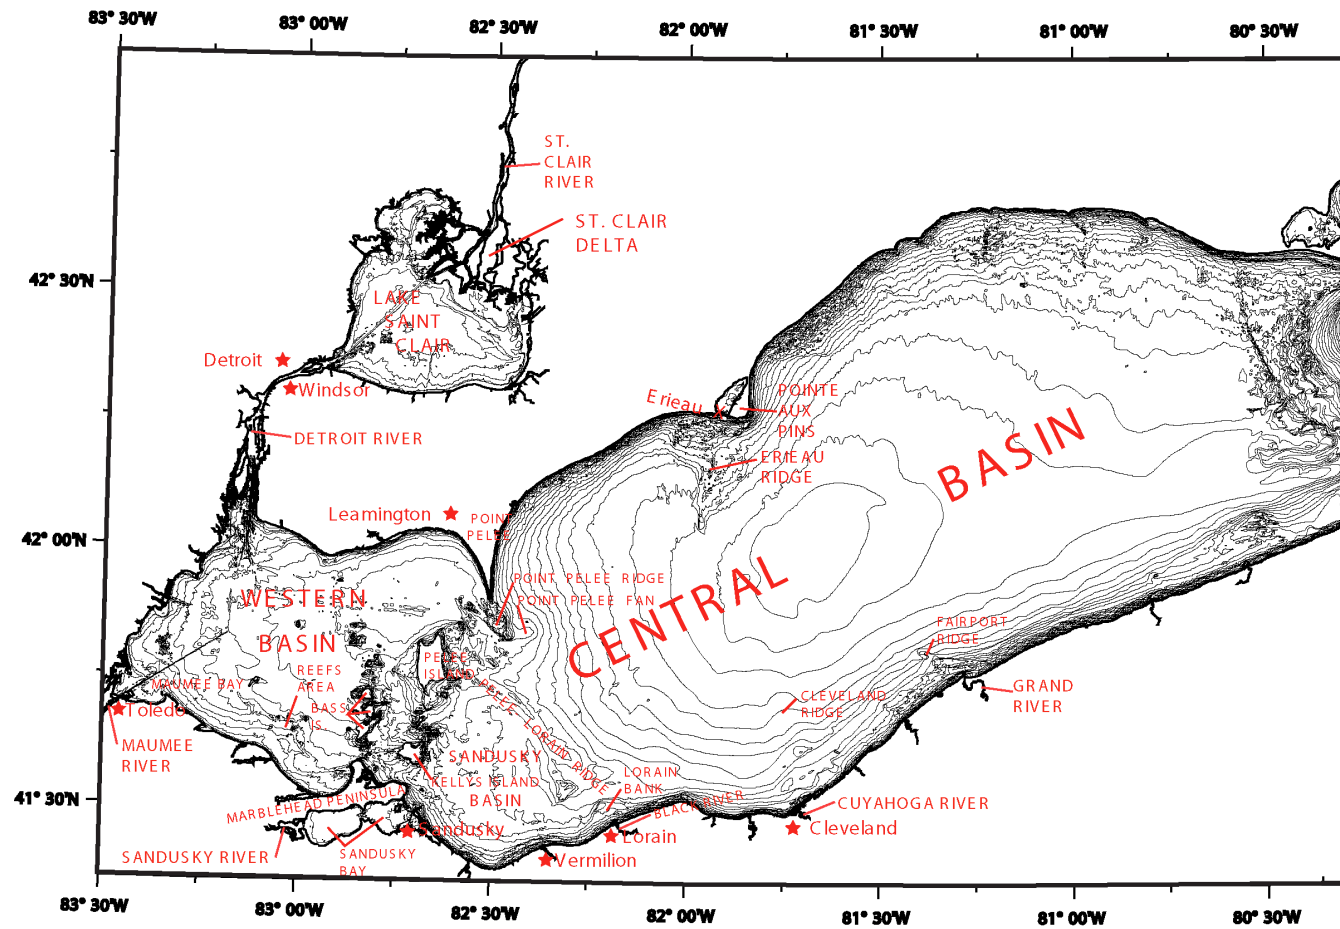 83° 30'W
83° 00'W
82° 30'W
82° 00'W
81° 30'W
81° 00'W
80° 30'W
ST.
CLAIR
RIVER
ST. CLAIR
DELTA
42° 30'N
LAKE
SAINT
CLAIR
Detroit
Windsor
DETROIT RIVER
Erieau
POINTE
AUX
PINS
ERIEAU
RIDGE
BASIN
Leamington
POINT
PELEE
42° 00'N
POINT PELEE RIDGE
POINT PELEE FAN
WESTERN
BASIN
CENTRAL
FAIRPORT
RIDGE
PELEE
ISLAND
REEFS
AREA
MAUMEE BAY
BASS
IS.
PELEE LORAIN RIDGE
CLEVELAND
RIDGE
GRAND
RIVER
Toledo
MAUMEE
RIVER
SANDUSKY
KELLYS ISLAND
BASIN
LORAIN
BANK
41° 30'N
MARBLEHEAD PENINSULA
BLACK RIVER
CUYAHOGA RIVER
Sandusky
Lorain
Cleveland
SANDUSKY RIVER
SANDUSKY
BAY
Vermilion
83° 30'W
83° 00'W
82° 30'W
82° 00'W
81° 30'W
81° 00'W
80° 30'W